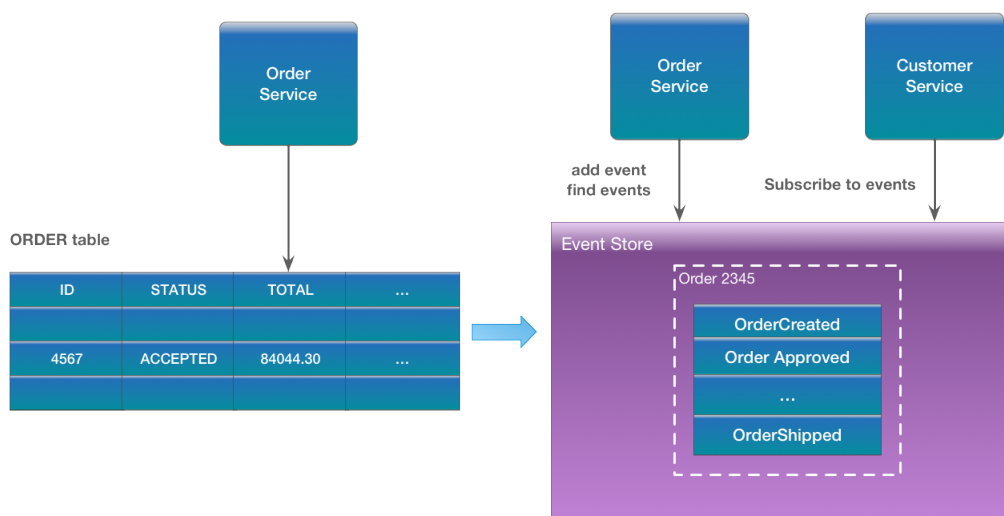 Order
Service
ORDER table
ID STATUS TOTAL ...
4567 ACCEPTED 84044.30 ...
Order
Service
Customer
Service
add event
find events
Subscribe to events
Event Store
Order 2345
OrderCreated
Order Approved
...
OrderShipped